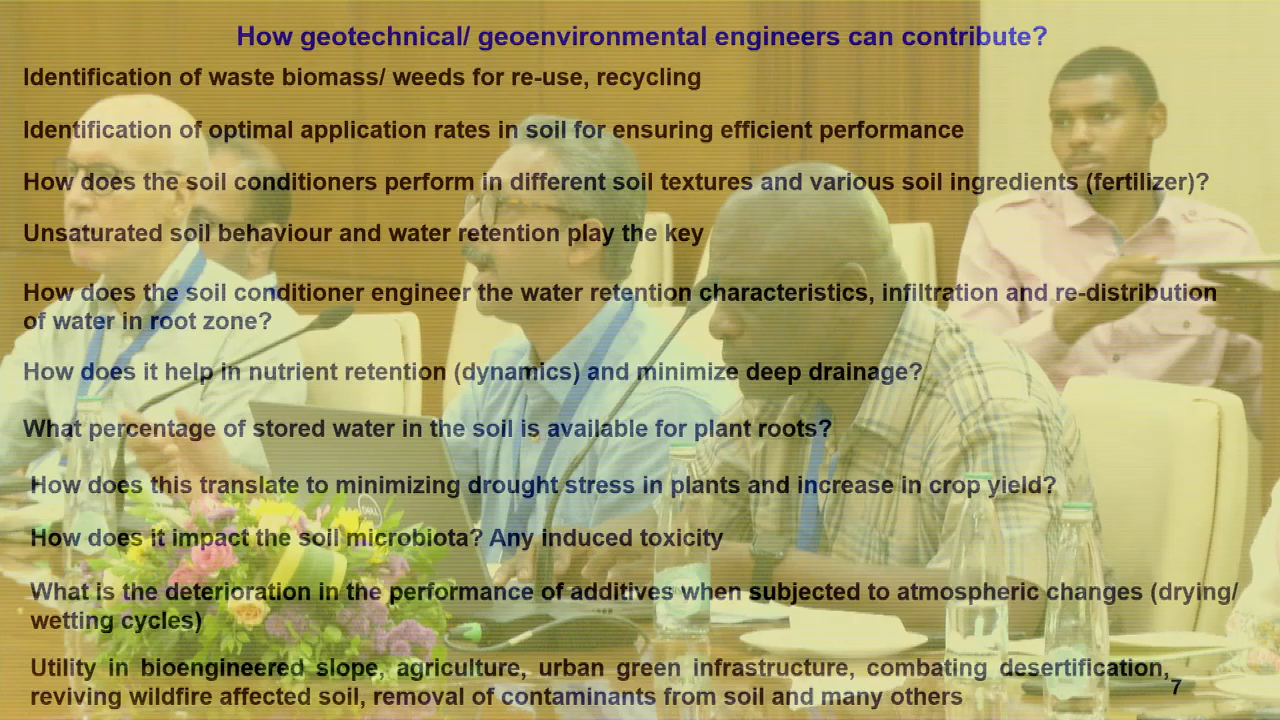 How geotechnical/ geoenvironmental engineers can contribute?
Identification of waste biomass/ weeds for re-use, recycling
Identification of optimal application rates in soil for ensuring efficient performance
How does the soil conditioners perform in different soil textures and various soil ingredients (fertilizer)?
Unsaturated soil behaviour and water retention play the key
How does the soil conditioner engineer the water retention characteristics, infiltration and re-distribution
of water in root zone?
How does it help in nutrient retention (dynamics) and minimize deep drainage?
What percentage of stored water in the soil is available for plant roots?
How does this translate to minimizing drought stress in plants and increase in crop yield?
How does it impact the soil microbiota? Any induced toxicity
What is the deterioration in the performance of additives when subjected to atmospheric changes (drying/
wetting cycles)
Utility in bioengineered slope, agriculture, urban green infrastructure, combating desertification,
reviving wildfire affected soil, removal of contaminants from soil and many others
7